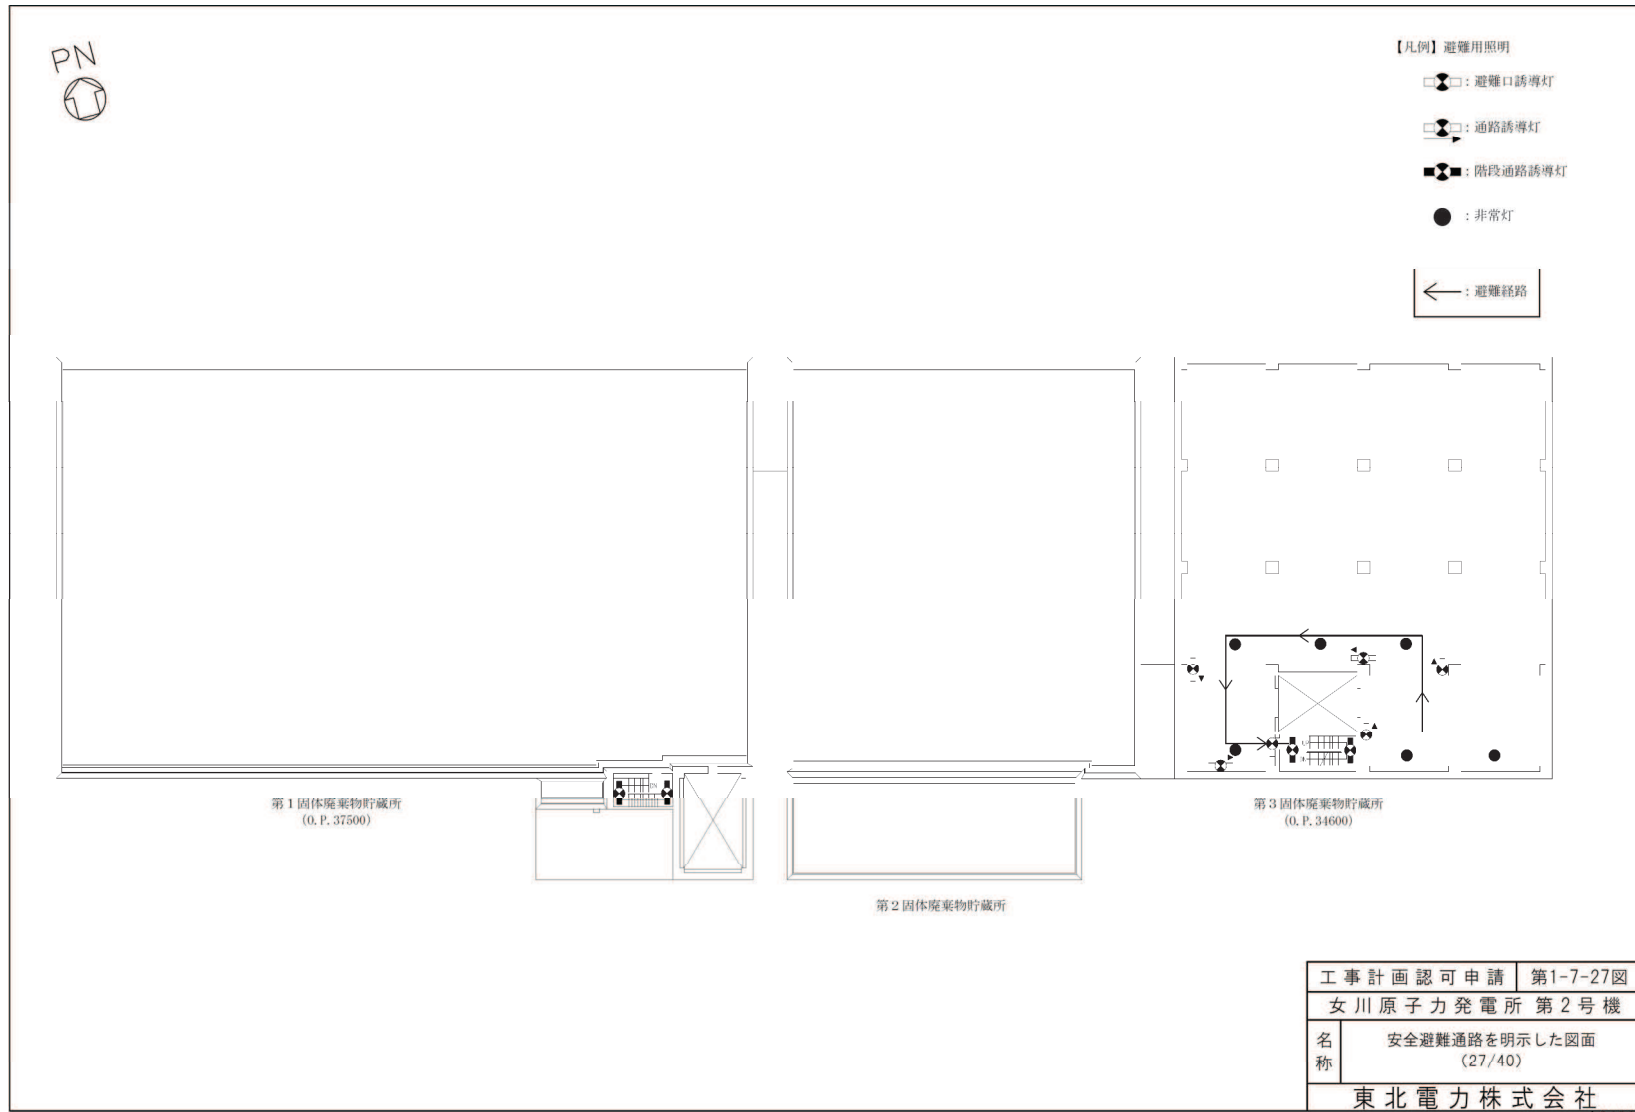 PN
【凡例】避難用照明
：避難口誘導灯
：通路誘導灯
：階段通路誘導灯
：非常灯
：避難経路
DN
第1固体廃棄物貯蔵所
(O.P.37500)
第2固体廃棄物貯蔵所
第3固体廃棄物貯蔵所
(O.P.34600)
工事計画認可申請 第1-7-27図
女川原子力発電所 第2号機
名称 安全避難通路を明示した図面
(27/40)
東北電力株式会社